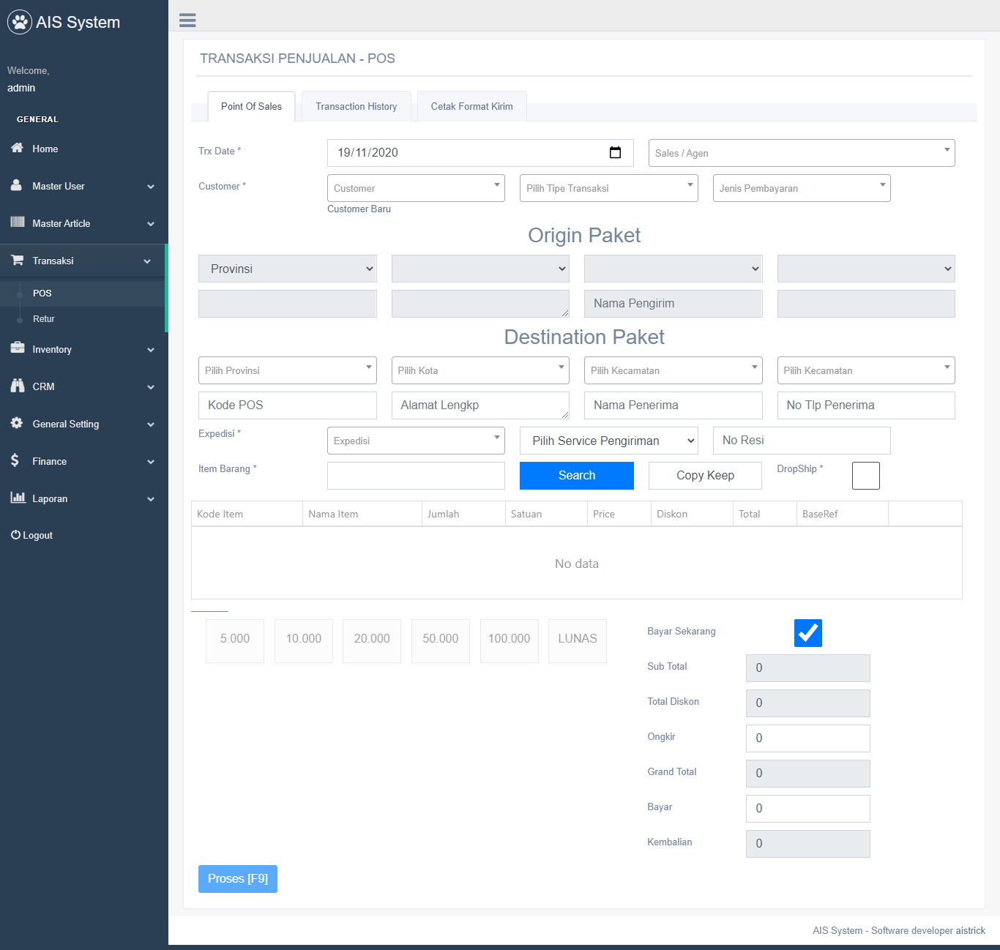 AIS System
Welcome,
admin
GENERAL
Home
Master User
Master Article
Transaksi
POS
Retur
Inventory
CRM
General Setting
Finance
Laporan
Logout
TRANSAKSI PENJUALAN - POS
Point Of Sales Transaction History Cetak Format Kirim
Trx Date * 19/11/2020 Sales / Agen
Customer * Customer Pilih Tipe Transaksi Jenis Pembayaran
Customer Baru
Origin Paket
Provinsi
Nama Pengirim
Destination Paket
Pilih Provinsi Pilih Kota Pilih Kecamatan Pilih Kecamatan
Kode POS Alamat Lengkp Nama Penerima No Tlp Penerima
Expedisi * Expedisi Pilih Service Pengiriman No Resi
Item Barang * Search Copy Keep DropShip *
Kode Item Nama Item Jumlah Satuan Price Diskon Total BaseRef
No data
5.000 10.000 20.000 50.000 100.000 LUNAS
Bayar Sekarang
Sub Total 0
Total Diskon 0
Ongkir 0
Grand Total 0
Bayar 0
Kembalian 0
Proses [F9]
AIS System - Software developer aistrick